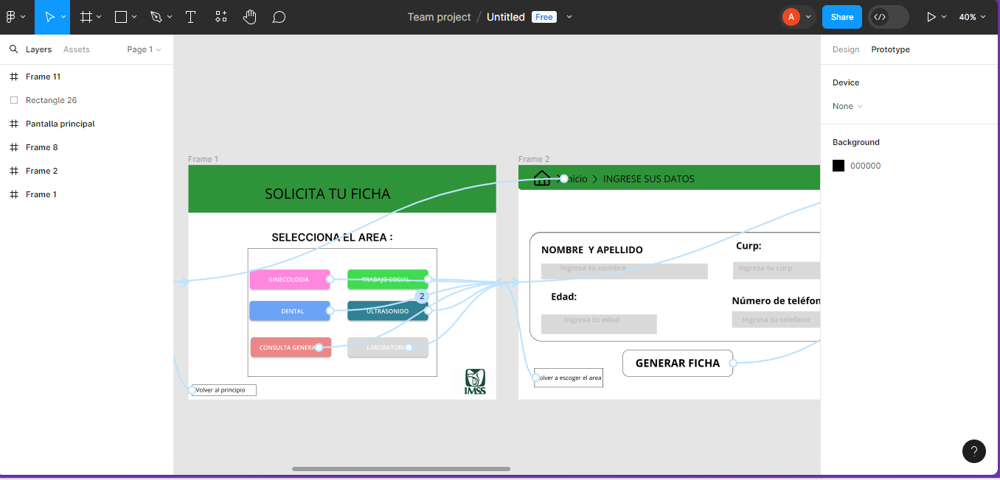 Team project / Untitled Free
A
Share
40%
Layers
Assets
Page 1
Design
Prototype
Frame 11
Rectangle 26
Pantalla principal
Frame 8
Frame 2
Frame 1
Device
None
Background
000000
Frame 1
SOLICITA TU FICHA
SELECCIONA EL AREA :
GINECOLOGIA
TRABAJO SOCIAL
2
DENTAL
ULTRASONIDO
CONSULTA GENERA
LABORATORI
Volver al principio
IMSS
Frame 2
nicio > INGRESE SUS DATOS
NOMBRE Y APELLIDO
Curp:
Ingresa tu nombre
Ingresa tu curp
Edad:
Número de teléfon
Ingresa tu edad
Ingresa tu telefono
GENERAR FICHA
olver a escoger el area
?